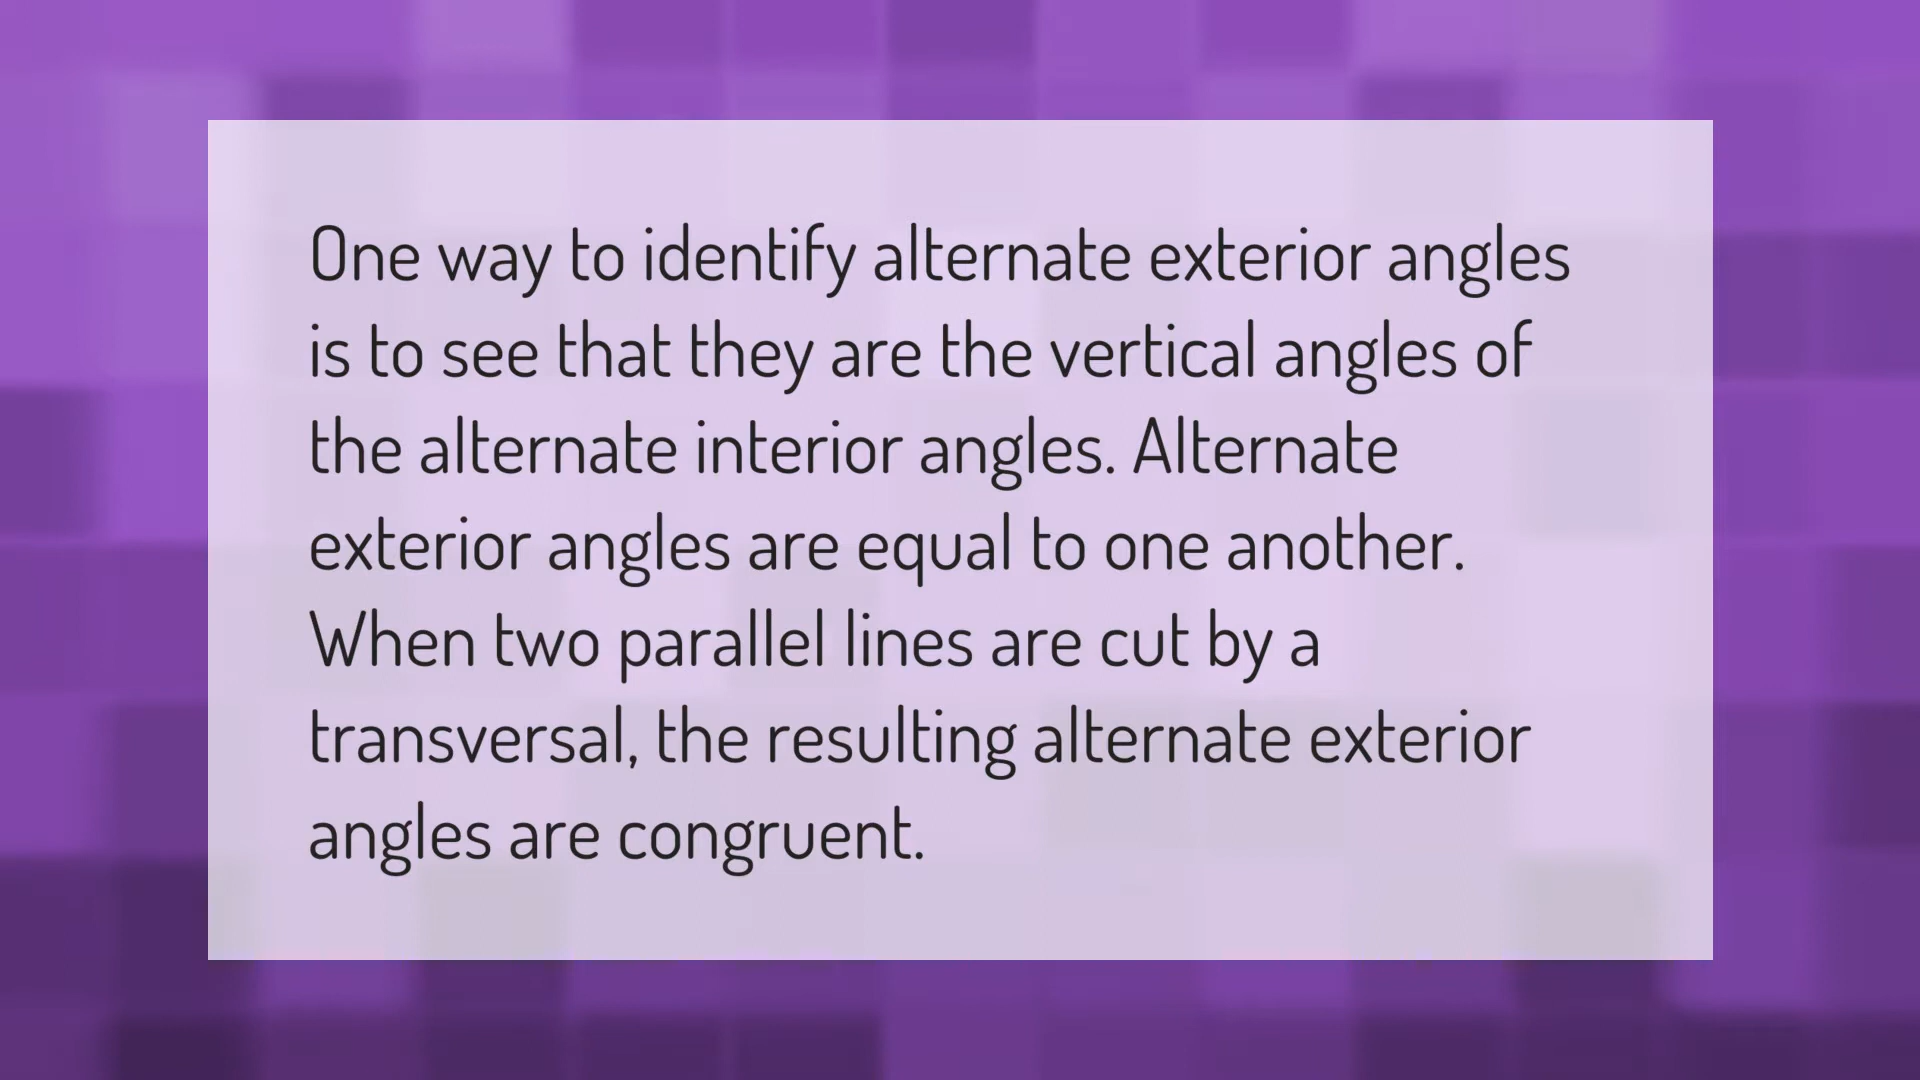 One way to identify alternate exterior angles
is to see that they are the vertical angles of
the alternate interior angles. Alternate
exterior angles are equal to one another.
When two parallel lines are cut by a
transversal, the resulting alternate exterior
angles are congruent.